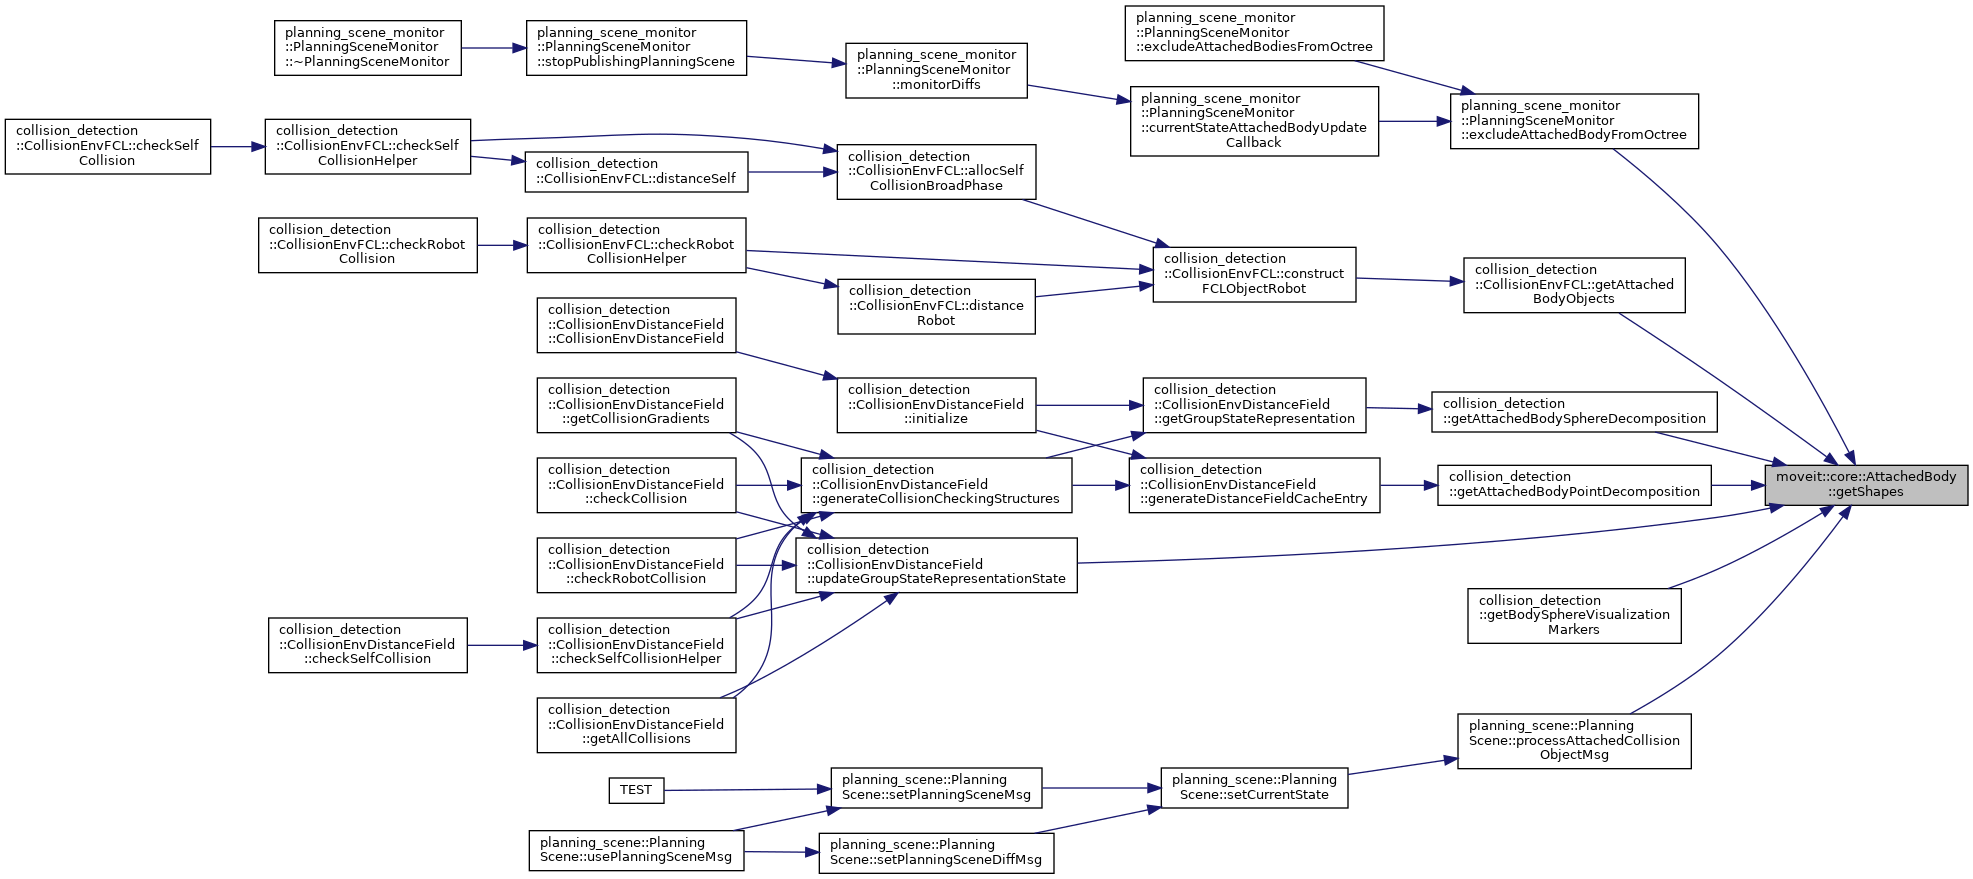 planning_scene_monitor
::PlanningSceneMonitor
::~PlanningSceneMonitor
planning_scene_monitor
::PlanningSceneMonitor
::stopPublishingPlanningScene
planning_scene_monitor
::PlanningSceneMonitor
::monitorDiffs
planning_scene_monitor
::PlanningSceneMonitor
::excludeAttachedBodiesFromOctree
planning_scene_monitor
::PlanningSceneMonitor
::currentStateAttachedBodyUpdate
Callback
planning_scene_monitor
::PlanningSceneMonitor
::excludeAttachedBodyFromOctree
collision_detection
::CollisionEnvFCL::checkSelf
Collision
collision_detection
::CollisionEnvFCL::checkSelf
CollisionHelper
collision_detection
::CollisionEnvFCL::distanceSelf
collision_detection
::CollisionEnvFCL::allocSelf
CollisionBroadPhase
collision_detection
::CollisionEnvFCL::checkRobot
Collision
collision_detection
::CollisionEnvFCL::checkRobot
CollisionHelper
collision_detection
::CollisionEnvFCL::distance
Robot
collision_detection
::CollisionEnvFCL::construct
FCLObjectRobot
collision_detection
::CollisionEnvFCL::getAttached
BodyObjects
collision_detection
::CollisionEnvDistanceField
::CollisionEnvDistanceField
collision_detection
::CollisionEnvDistanceField
::getCollisionGradients
collision_detection
::CollisionEnvDistanceField
::initialize
collision_detection
::CollisionEnvDistanceField
::getGroupStateRepresentation
collision_detection
::getAttachedBodySphereDecomposition
collision_detection
::CollisionEnvDistanceField
::checkCollision
collision_detection
::CollisionEnvDistanceField
::generateCollisionCheckingStructures
collision_detection
::CollisionEnvDistanceField
::generateDistanceFieldCacheEntry
collision_detection
::getAttachedBodyPointDecomposition
moveit::core::AttachedBody
::getShapes
collision_detection
::CollisionEnvDistanceField
::checkRobotCollision
collision_detection
::CollisionEnvDistanceField
::updateGroupStateRepresentationState
collision_detection
::getBodySphereVisualization
Markers
collision_detection
::CollisionEnvDistanceField
::checkSelfCollision
collision_detection
::CollisionEnvDistanceField
::checkSelfCollisionHelper
collision_detection
::CollisionEnvDistanceField
::getAllCollisions
planning_scene::Planning
Scene::processAttachedCollision
ObjectMsg
TEST
planning_scene::Planning
Scene::setPlanningSceneMsg
planning_scene::Planning
Scene::setCurrentState
planning_scene::Planning
Scene::usePlanningSceneMsg
planning_scene::Planning
Scene::setPlanningSceneDiffMsg